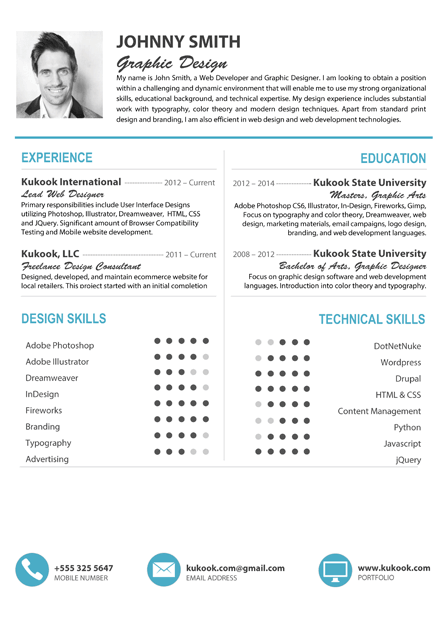 JOHNNY SMITH
Graphic Design
My name is John Smith, a Web Developer and Graphic Designer. I am looking to obtain a position
within a challenging and dynamic environment that will enable me to use my strong organizational
skills, educational background, and technical expertise. My design experience includes substantial
work with typography, color theory and modern design techniques. Apart from standard print
design and branding, I am also efficient in web design and web development technologies.
EXPERIENCE
Kukook International 2012 – Current
Lead Web Designer
Primary responsibilities include User Interface Designs
utilizing Photoshop, Illustrator, Dreamweaver, HTML, CSS
and JQuery, Significant amount of Browser Compatibility
Testing and Mobile website development.
Kukook, LLC 2011 – Current
Freelance Design Consultant
Designed, developed, and maintain ecommerce website for
local retailers. This project started with an initial completion
EDUCATION
2012 – 2014 Kukook State University
Masters, Graphic Arts
Adobe Photoshop CS6, Illustrator, In-Design, Fireworks, Gimp,
Focus on typography and color theory, Dreamweaver, web
design, marketing materials, email campaigns, logo design,
branding, and web development languages.
2008 – 2012 Kukook State University
Bachelor of Arts, Graphic Designer
Focus on graphic design software and web development
languages. Introduction into color theory and typography.
DESIGN SKILLS
Adobe Photoshop
Adobe Illustrator
Dreamweaver
InDesign
Fireworks
Branding
Typography
Advertising
TECHNICAL SKILLS
DotNetNuke
Wordpress
Drupal
HTML & CSS
Content Management
Python
Javascript
jQuery
+555 325 5647
MOBILE NUMBER
kukook.com@gmail.com
EMAIL ADDRESS
www.kukook.com
PORTFOLIO